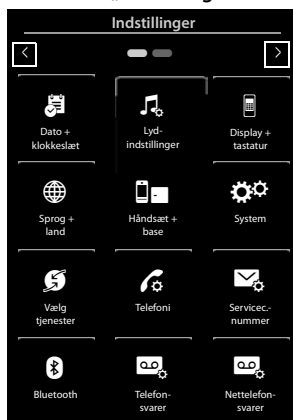 Indstillinger
Dato +
klokkeslæt
Lyd-
indstillinger
Display +
tastatur
Sprog +
land
Håndsæt +
base
System
Vælg
tjenester
Telefoni
Servicec.-
nummer
Bluetooth
Telefon-
svarer
Nettelefon-
svarer